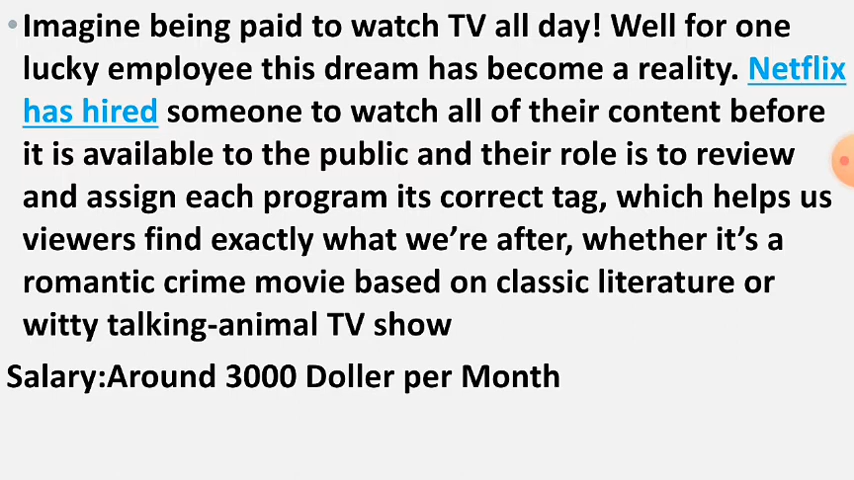 •Imagine being paid to watch TV all day! Well for one
lucky employee this dream has become a reality. Netflix
has hired someone to watch all of their content before
it is available to the public and their role is to review
and assign each program its correct tag, which helps us
viewers find exactly what we’re after, whether it’s a
romantic crime movie based on classic literature or
witty talking-animal TV show
Salary:Around 3000 Doller per Month